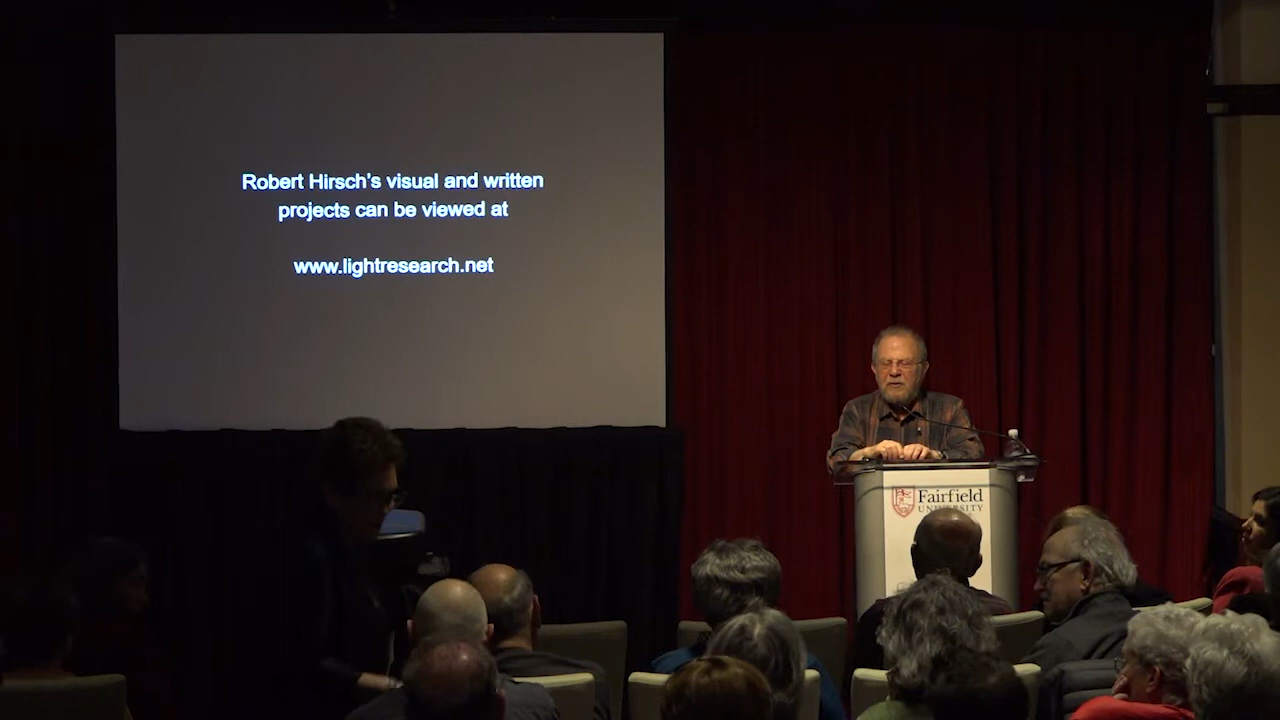 Robert Hirsch's visual and written
projects can be viewed at
www.lightresearch.net
Fairfield
UNIVERSITY